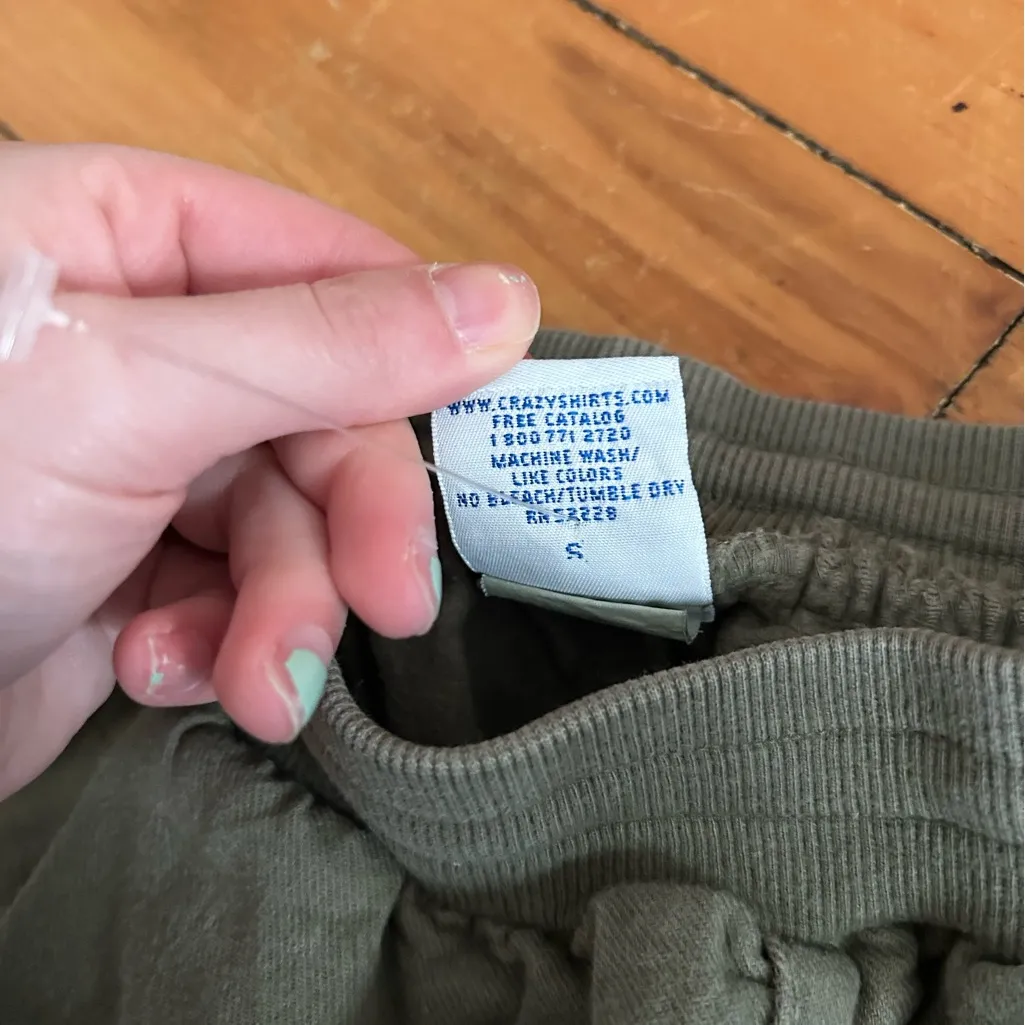 WWW.CRAZYSHIRTS.COM
FREE CATALOG
1 800 771 2720
MACHINE WASH/
LIKE COLORS
NO BLEACH/TUMBLE DRY
RN 53228
S